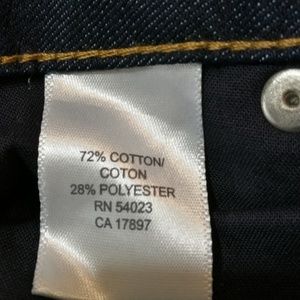 72% COTTON/
COTON
28% POLYESTER
RN 54023
CA 17897